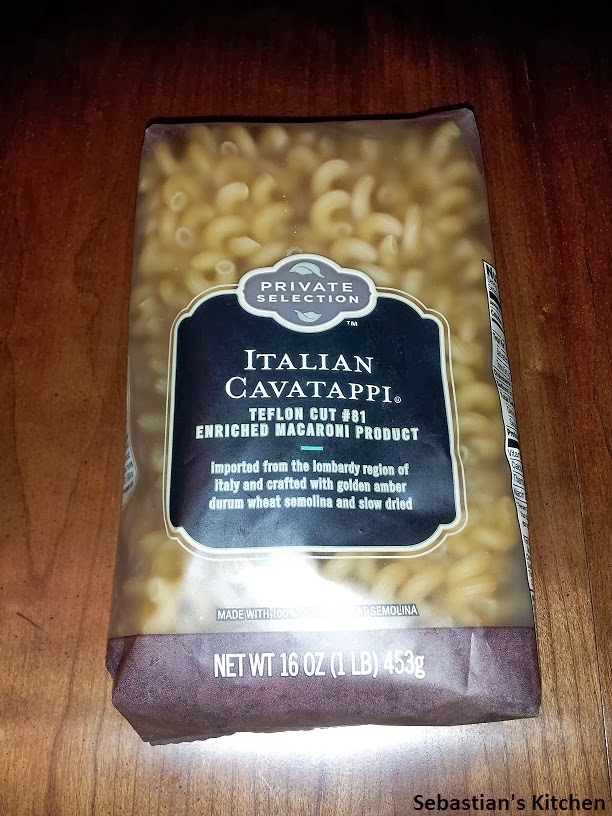 PRIVATE
SELECTION
TM
ITALIAN
CAVATAPPI®
TEFLON CUT #81
ENRICHED MACARONI PRODUCT
Imported from the lombardy region of
Italy and crafted with golden amber
durum wheat semolina and slow dried
MADE WITH 100% SEMOLINA
NET WT 16 OZ (1 LB) 453g
Sebastian's Kitchen